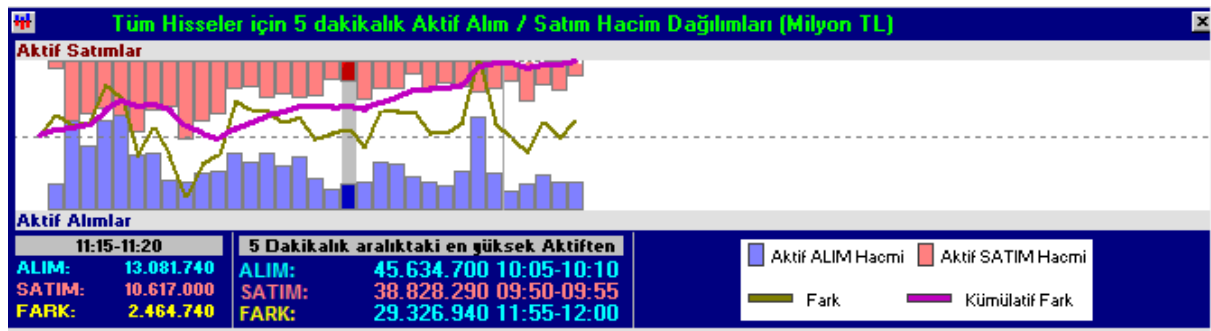 Tüm Hisseler için 5 dakikalık Aktif Alım / Satım Hacim Dağılımları (Milyon TL)
Aktif Satımlar
Aktif Alımlar
11:15-11:20
ALIM: 13.081.740
SATIM: 10.617.000
FARK: 2.464.740
5 Dakikalık aralıktaki en yüksek Aktiften
ALIM: 45.634.700 10:05-10:10
SATIM: 38.828.290 09:50-09:55
FARK: 29.326.940 11:55-12:00
Aktif ALIM Hacmi Aktif SATIM Hacmi
Fark Kümülatif Fark